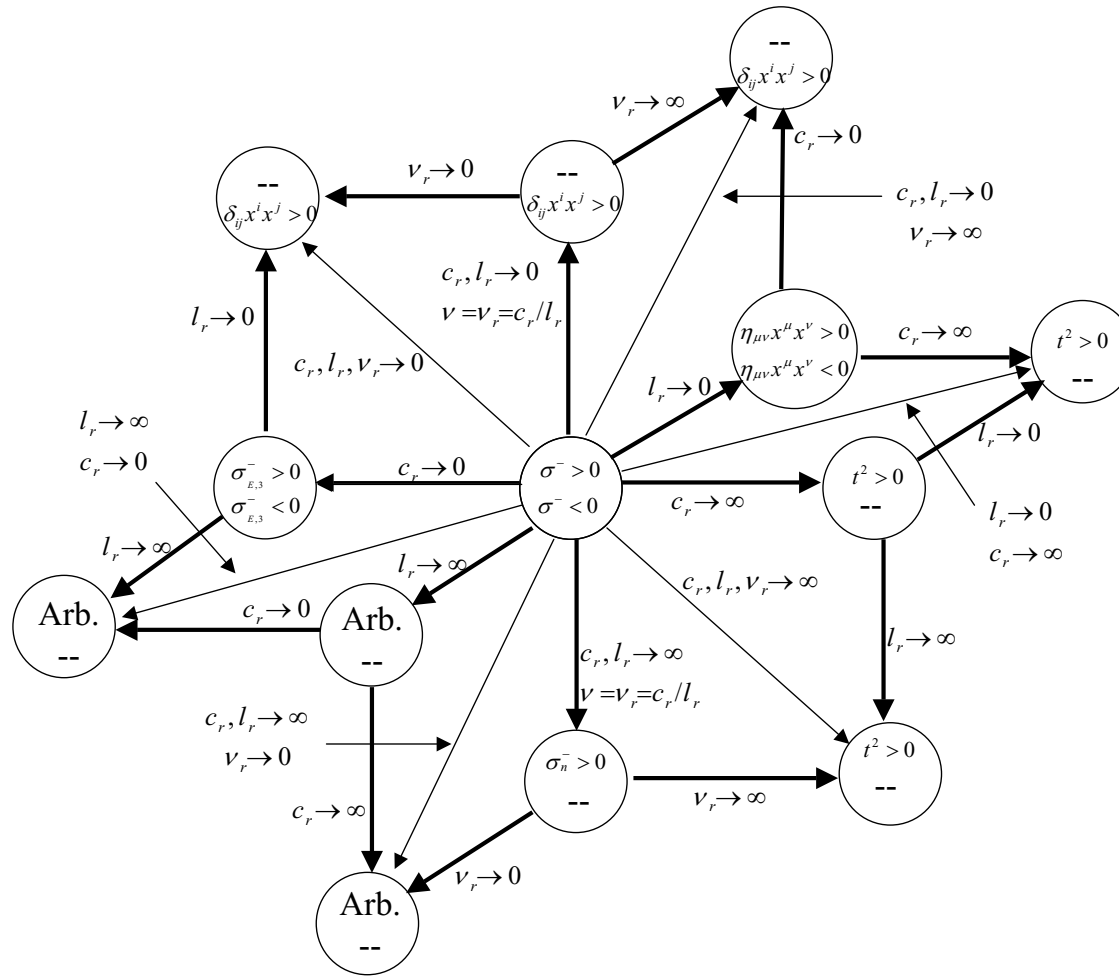 --
δ_{ij} x^i x^j > 0
ν_r → ∞
c_r → 0
ν_r → 0
--
δ_{ij} x^i x^j > 0
--
δ_{ij} x^i x^j > 0
c_r, l_r → 0
ν_r → ∞
c_r, l_r → 0
ν = ν_r = c_r/l_r
l_r → 0
η_{μν} x^μ x^ν > 0
η_{μν} x^μ x^ν < 0
c_r → ∞
t^2 > 0
--
c_r, l_r, ν_r → 0
l_r → 0
l_r → ∞
c_r → 0
l_r → 0
σ^-_{E,3} > 0
σ^-_{E,3} < 0
c_r → 0
σ^- > 0
σ^- < 0
c_r → ∞
t^2 > 0
--
l_r → 0
c_r → ∞
l_r → ∞
l_r → ∞
c_r, l_r, ν_r → ∞
Arb.
--
c_r → 0
Arb.
--
l_r → ∞
c_r, l_r → ∞
ν = ν_r = c_r/l_r
c_r, l_r → ∞
ν_r → 0
σ^-_n > 0
--
ν_r → ∞
t^2 > 0
--
c_r → ∞
ν_r → 0
Arb.
--